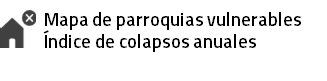 Mapa de parroquias vulnerables
Índice de colapsos anuales